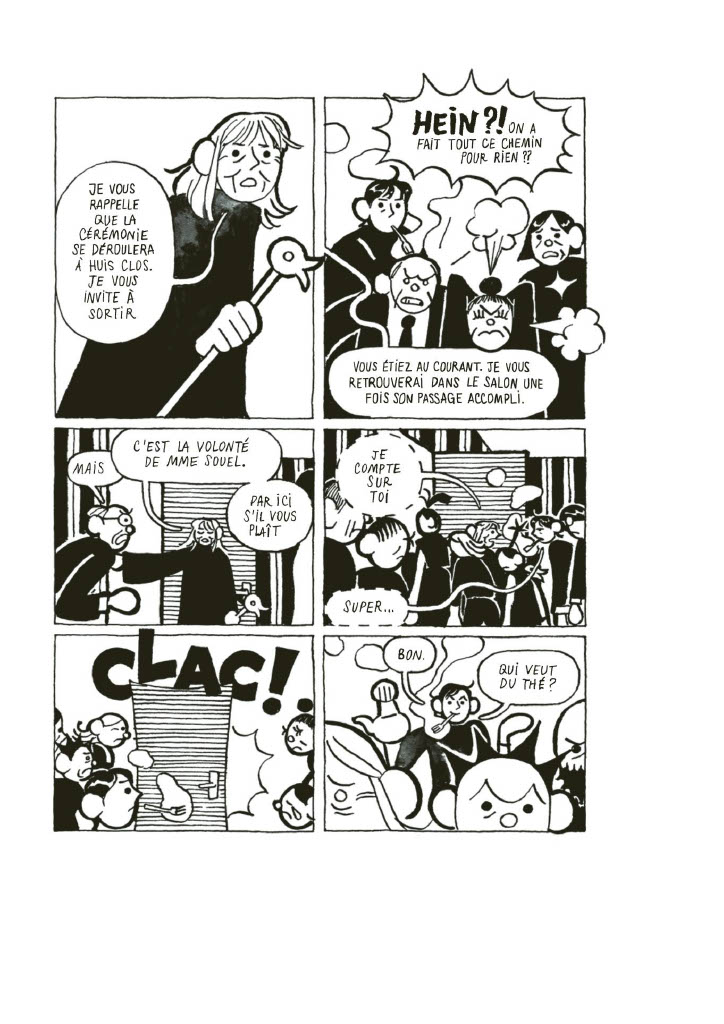 JE VOUS
RAPPELLE
QUE LA
CÉRÉMONIE
SE DÉROULERA
À HUIS CLOS.
JE VOUS
INVITE À
SORTIR
HEIN?! ON A
FAIT TOUT CE CHEMIN
POUR RIEN ??
VOUS ÉTIEZ AU COURANT. JE VOUS
RETROUVERAI DANS LE SALON UNE
FOIS SON PASSAGE ACCOMPLI.
MAIS
C'EST LA VOLONTÉ
DE MME SOUEL.
PAR ICI
S'IL VOUS
PLAÎT
JE
COMPTE
SUR
TOI
SUPER...
CLAC!
BON.
QUI VEUT
DU THÉ ?